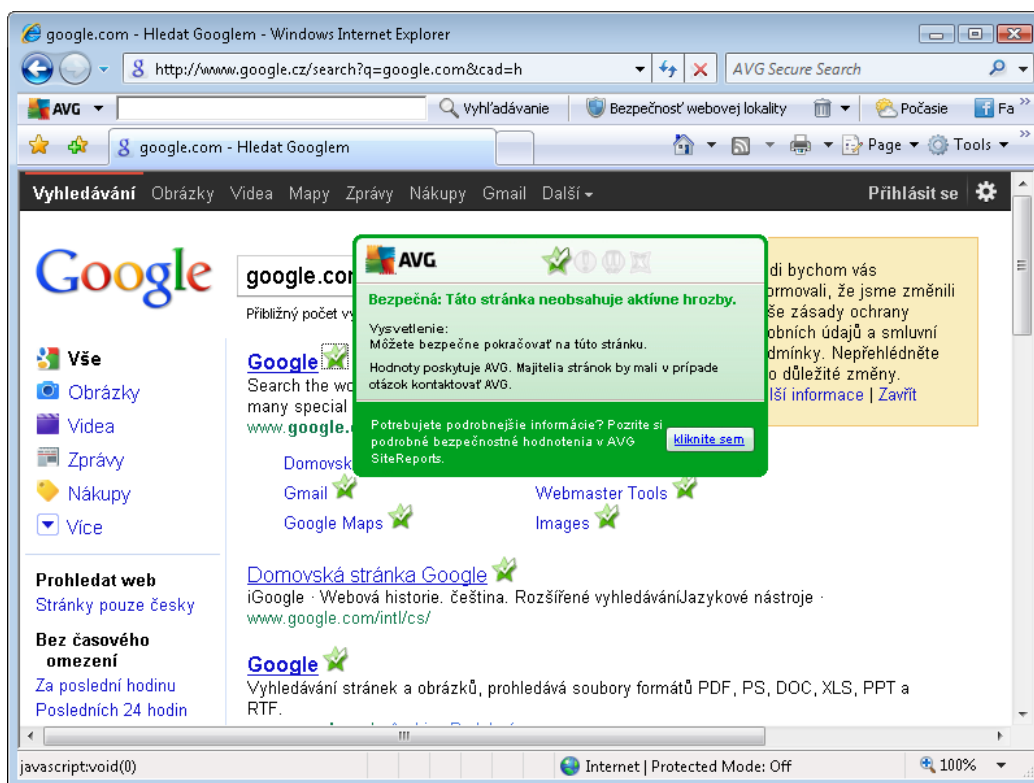 google.com - Hledat Googlem - Windows Internet Explorer
http://www.google.cz/search?q=google.com&cad=h
AVG Secure Search
AVG
Vyhľadávanie
Bezpečnosť webovej lokality
Počasie
Fa
google.com - Hledat Googlem
Page
Tools
Vyhledávání Obrázky Videa Mapy Zprávy Nákupy Gmail Další
Přihlásit se
Google
google.co
Přibližný počet v
AVG
Bezpečná: Táto stránka neobsahuje aktívne hrozby.
Vysvetlenie:
Môžete bezpečne pokračovať na túto stránku.
Hodnoty poskytuje AVG. Majitelia stránok by mali v prípade
otázok kontaktovať AVG.
Potrebujete podrobnejšie informácie? Pozrite si
podrobné bezpečnostné hodnotenia v AVG
SiteReports.
kliknite sem
di bychom vás
ormovali, že jsme změnili
še zásady ochrany
obních údajů a smluvní
dmínky. Nepřehlédněte
o důležité změny.
lší informace | Zavřít
Vše
Obrázky
Videa
Zprávy
Nákupy
Více
Prohledat web
Stránky pouze česky
Bez časového
omezení
Za poslední hodinu
Posledních 24 hodin
Google
Search the wo
many special
www.google.
Domovsk
Gmail
Webmaster Tools
Google Maps
Images
Domovská stránka Google
iGoogle · Webová historie. čeština. Rozšířené vyhledáváníJazykové nástroje ·
www.google.com/intl/cs/
Google
Vyhledávání stránek a obrázků, prohledává soubory formátů PDF, PS, DOC, XLS, PPT a
RTF.
javascript:void(0)
Internet | Protected Mode: Off
100%